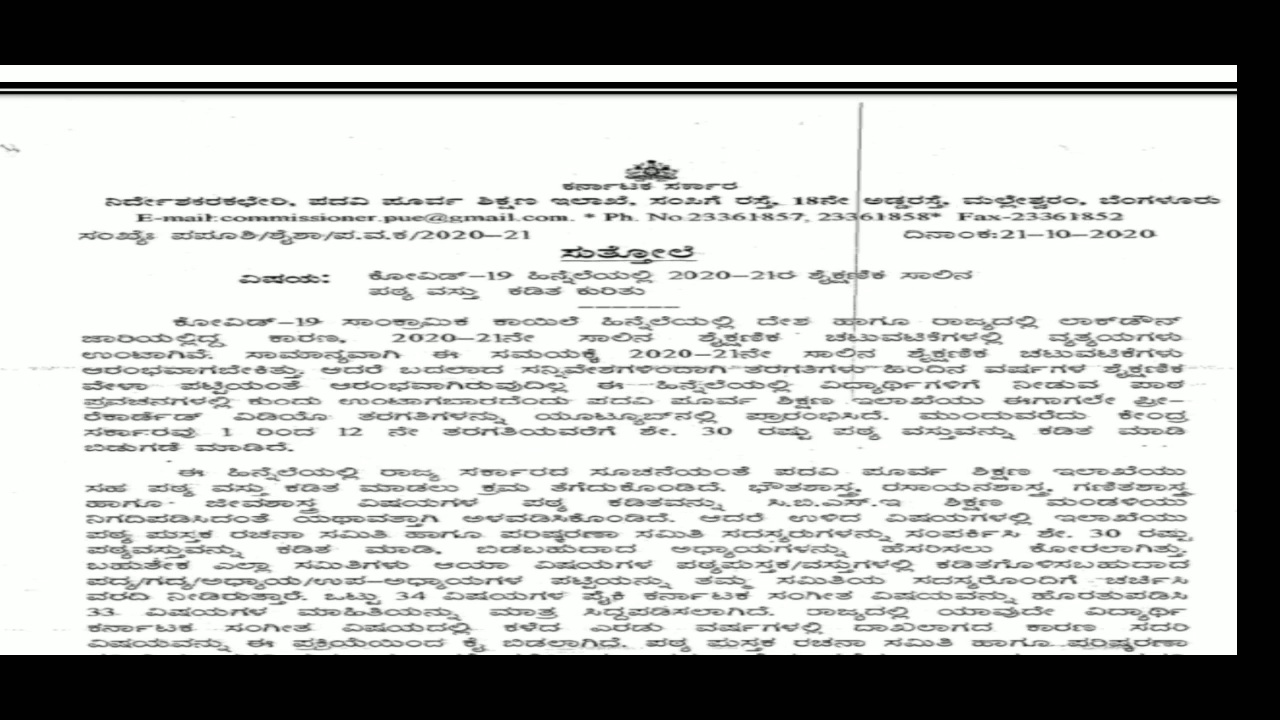 ಕರ್ನಾಟಕ ಸರ್ಕಾರ
ನಿರ್ದೇಶಕರಕಛೇರಿ, ಪದವಿ ಪೂರ್ವ ಶಿಕ್ಷಣ ಇಲಾಖೆ, ಸಂಪಿಗೆ ರಸ್ತೆ, 18ನೇ ಅಡ್ಡರಸ್ತೆ, ಮಲ್ಲೇಶ್ವರಂ, ಬೆಂಗಳೂರು
E-mail:commissioner.pue@gmail.com. * Ph. No.23361857, 23361858* Fax-23361852
ಸಂಖ್ಯೆ: ಪಪೂಶಿ/ಶೈಶಾ/ಪ.ವ.ಕ/2020–21 ದಿನಾಂಕ:21–10–2020
ಸುತ್ತೋಲೆ
ವಿಷಯ: ಕೋವಿಡ್–19 ಹಿನ್ನೆಲೆಯಲ್ಲಿ 2020–21ರ ಶೈಕ್ಷಣಿಕ ಸಾಲಿನ
ಪಠ್ಯ ವಸ್ತು ಕಡಿತ ಕುರಿತು
ಕೋವಿಡ್–19 ಸಾಂಕ್ರಾಮಿಕ ಕಾಯಿಲೆ ಹಿನ್ನೆಲೆಯಲ್ಲಿ ದೇಶ ಹಾಗೂ ರಾಜ್ಯದಲ್ಲಿ ಲಾಕ್‌ಡೌನ್
ಜಾರಿಯಲ್ಲಿದ್ದ ಕಾರಣ, 2020–21ನೇ ಸಾಲಿನ ಶೈಕ್ಷಣಿಕ ಚಟುವಟಿಕೆಗಳಲ್ಲಿ ವ್ಯತ್ಯಯಗಳು
ಉಂಟಾಗಿವೆ. ಸಾಮಾನ್ಯವಾಗಿ ಈ ಸಮಯಕ್ಕೆ 2020–21ನೇ ಸಾಲಿನ ಶೈಕ್ಷಣಿಕ ಚಟುವಟಿಕೆಗಳು
ಆರಂಭವಾಗಬೇಕಿತ್ತು. ಆದರೆ ಬದಲಾದ ಸನ್ನಿವೇಶಗಳಿಂದಾಗಿ ತರಗತಿಗಳು ಹಿಂದಿನ ವರ್ಷಗಳ ಶೈಕ್ಷಣಿಕ
ವೇಳಾ ಪಟ್ಟಿಯಂತೆ ಆರಂಭವಾಗಿರುವುದಿಲ್ಲ ಈ ಹಿನ್ನೆಲೆಯಲ್ಲಿ ವಿದ್ಯಾರ್ಥಿಗಳಿಗೆ ನೀಡುವ ಪಾಠ
ಪ್ರವಚನಗಳಲ್ಲಿ ಕುಂದು ಉಂಟಾಗಬಾರದೆಂದು ಪದವಿ ಪೂರ್ವ ಶಿಕ್ಷಣ ಇಲಾಖೆಯು ಈಗಾಗಲೇ ಪ್ರೀ–
ರೆಕಾರ್ಡೆಡ್ ವಿಡಿಯೊ ತರಗತಿಗಳನ್ನು ಯೂಟ್ಯೂಬ್‌ನಲ್ಲಿ ಪ್ರಾರಂಭಿಸಿದೆ. ಮುಂದುವರೆದು ಕೇಂದ್ರ
ಸರ್ಕಾರವು 1 ರಿಂದ 12 ನೇ ತರಗತಿಯವರೆಗೆ ಶೇ. 30 ರಷ್ಟು ಪಠ್ಯ ವಸ್ತುವನ್ನು ಕಡಿತ ಮಾಡಿ
ಬಿಡುಗಡೆ ಮಾಡಿದೆ.
ಈ ಹಿನ್ನೆಲೆಯಲ್ಲಿ ರಾಜ್ಯ ಸರ್ಕಾರದ ಸೂಚನೆಯಂತೆ ಪದವಿ ಪೂರ್ವ ಶಿಕ್ಷಣ ಇಲಾಖೆಯು
ಸಹ ಪಠ್ಯ ವಸ್ತು ಕಡಿತ ಮಾಡಲು ಕ್ರಮ ತೆಗೆದುಕೊಂಡಿದೆ. ಭೌತಶಾಸ್ತ್ರ, ರಸಾಯನಶಾಸ್ತ್ರ, ಗಣಿತಶಾಸ್ತ್ರ
ಹಾಗೂ ಜೀವಶಾಸ್ತ್ರ ವಿಷಯಗಳ ಪಠ್ಯ ಕಡಿತವನ್ನು ಸಿ.ಬಿ.ಎಸ್.ಇ ಶಿಕ್ಷಣ ಮಂಡಳಿಯು
ನಿಗದಿಪಡಿಸಿದಂತೆ ಯಥಾವತ್ತಾಗಿ ಅಳವಡಿಸಿಕೊಂಡಿದೆ. ಆದರೆ ಉಳಿದ ವಿಷಯಗಳಲ್ಲಿ ಇಲಾಖೆಯು
ಪಠ್ಯ ಪುಸ್ತಕ ರಚನಾ ಸಮಿತಿ ಹಾಗೂ ಪರಿಷ್ಕರಣಾ ಸಮಿತಿ ಸದಸ್ಯರುಗಳನ್ನು ಸಂಪರ್ಕಿಸಿ ಶೇ. 30 ರಷ್ಟು
ಪಠ್ಯವಸ್ತುವನ್ನು ಕಡಿತ ಮಾಡಿ, ಬಿಡಬಹುದಾದ ಅಧ್ಯಾಯಗಳನ್ನು ಹೆಸರಿಸಲು ಕೋರಲಾಗಿತ್ತು.
ಬಹುತೇಕ ಎಲ್ಲಾ ಸಮಿತಿಗಳು ಆಯಾ ವಿಷಯಗಳ ಪಠ್ಯಪುಸ್ತಕ/ವಸ್ತುಗಳಲ್ಲಿ ಕಡಿತಗೊಳಿಸಬಹುದಾದ
ಪದ್ಯ/ಗದ್ಯ/ಅಧ್ಯಾಯ/ಉಪ–ಅಧ್ಯಾಯಗಳ ಪಟ್ಟಿಯನ್ನು ತಮ್ಮ ಸಮಿತಿಯ ಸದಸ್ಯರೊಂದಿಗೆ ಚರ್ಚಿಸಿ
ವರದಿ ನೀಡಿರುತ್ತಾರೆ. ಒಟ್ಟು 34 ವಿಷಯಗಳ ಪೈಕಿ ಕರ್ನಾಟಕ ಸಂಗೀತ ವಿಷಯವನ್ನು ಹೊರತುಪಡಿಸಿ
33 ವಿಷಯಗಳ ಮಾಹಿತಿಯನ್ನು ಮಾತ್ರ ಸಿದ್ಧಪಡಿಸಲಾಗಿದೆ. ರಾಜ್ಯದಲ್ಲಿ ಯಾವುದೇ ವಿದ್ಯಾರ್ಥಿ
ಕರ್ನಾಟಕ ಸಂಗೀತ ವಿಷಯದಲ್ಲಿ ಕಳೆದ ಎರಡು ವರ್ಷಗಳಲ್ಲಿ ದಾಖಲಾಗದ ಕಾರಣ ಸದರಿ
ವಿಷಯವನ್ನು ಈ ಪ್ರಕ್ರಿಯೆಯಿಂದ ಕೈ ಬಿಡಲಾಗಿದೆ. ಪಠ್ಯ ಪುಸ್ತಕ ರಚನಾ ಸಮಿತಿ ಹಾಗೂ ಪರಿಷ್ಕರಣಾ